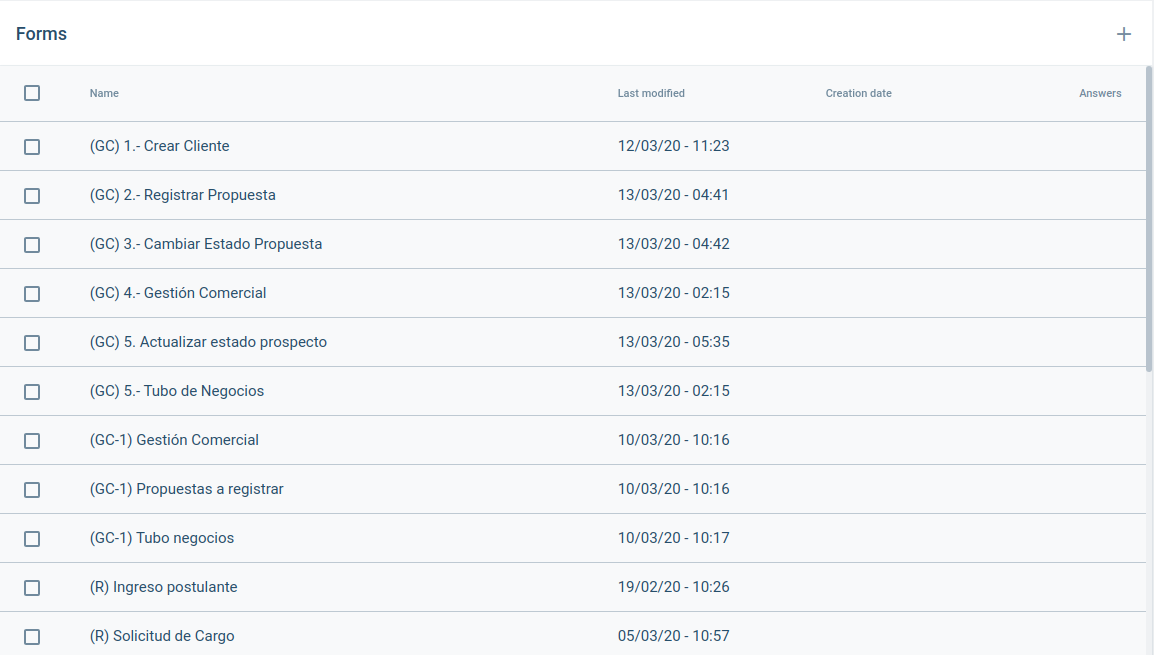 Forms
Name Last modified Creation date Answers
(GC) 1.- Crear Cliente 12/03/20 - 11:23
(GC) 2.- Registrar Propuesta 13/03/20 - 04:41
(GC) 3.- Cambiar Estado Propuesta 13/03/20 - 04:42
(GC) 4.- Gestión Comercial 13/03/20 - 02:15
(GC) 5. Actualizar estado prospecto 13/03/20 - 05:35
(GC) 5.- Tubo de Negocios 13/03/20 - 02:15
(GC-1) Gestión Comercial 10/03/20 - 10:16
(GC-1) Propuestas a registrar 10/03/20 - 10:16
(GC-1) Tubo negocios 10/03/20 - 10:17
(R) Ingreso postulante 19/02/20 - 10:26
(R) Solicitud de Cargo 05/03/20 - 10:57